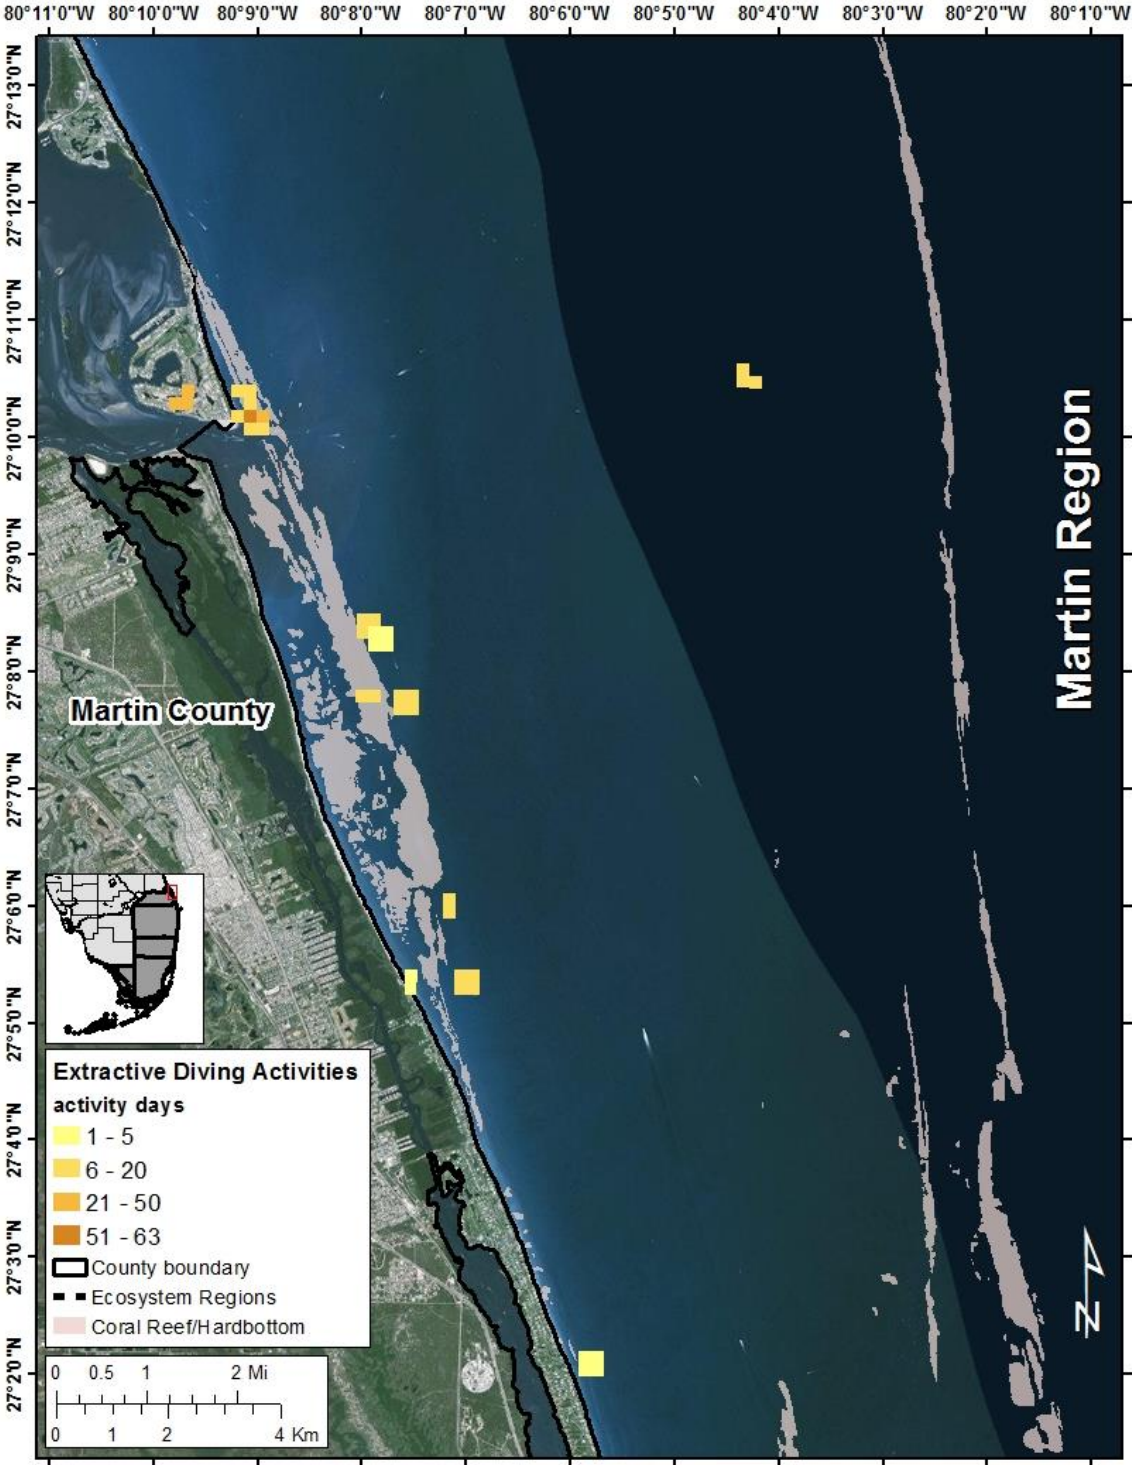 80°11'0"W 80°10'0"W 80°9'0"W 80°8'0"W 80°7'0"W 80°6'0"W 80°5'0"W 80°4'0"W 80°3'0"W 80°2'0"W 80°1'0"W
27°13'0"N
27°12'0"N
27°11'0"N
27°10'0"N
27°9'0"N
27°8'0"N
27°7'0"N
27°6'0"N
27°5'0"N
27°4'0"N
27°3'0"N
27°2'0"N
Martin Region
Martin County
Extractive Diving Activities
activity days
1 - 5
6 - 20
21 - 50
51 - 63
County boundary
Ecosystem Regions
Coral Reef/Hardbottom
0 0.5 1 2 Mi
0 1 2 4 Km
N